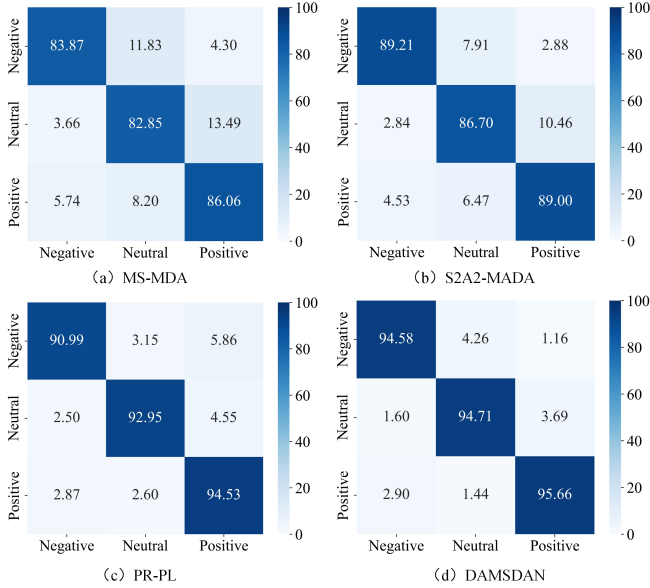 Negative 83.87 11.83 4.30
Neutral 3.66 82.85 13.49
Positive 5.74 8.20 86.06
Negative Neutral Positive
100
80
60
40
20
0
(a) MS-MDA
Negative 89.21 7.91 2.88
Neutral 2.84 86.70 10.46
Positive 4.53 6.47 89.00
Negative Neutral Positive
100
80
60
40
20
0
(b) S2A2-MADA
Negative 90.99 3.15 5.86
Neutral 2.50 92.95 4.55
Positive 2.87 2.60 94.53
Negative Neutral Positive
100
80
60
40
20
0
(c) PR-PL
Negative 94.58 4.26 1.16
Neutral 1.60 94.71 3.69
Positive 2.90 1.44 95.66
Negative Neutral Positive
100
80
60
40
20
0
(d) DAMSDAN